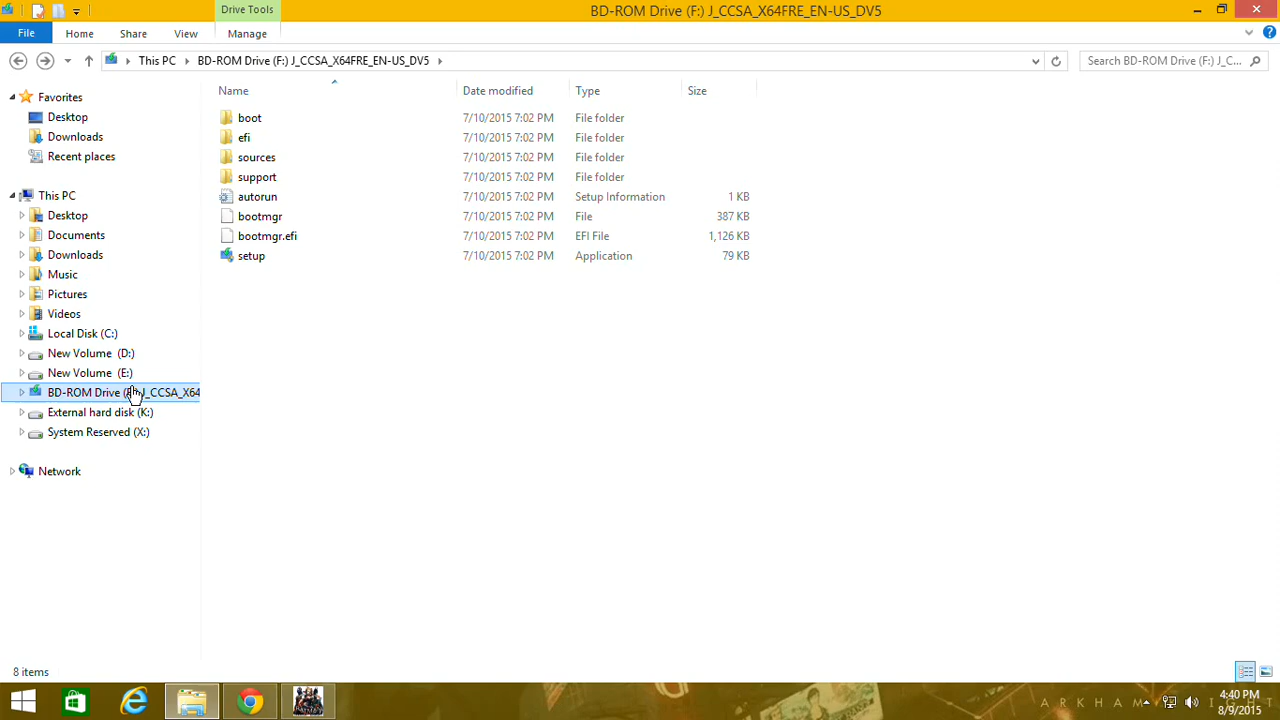 Drive Tools
BD-ROM Drive (F:) J_CCSA_X64FRE_EN-US_DV5
File Home Share View Manage
This PC BD-ROM Drive (F:) J_CCSA_X64FRE_EN-US_DV5
Search BD-ROM Drive (F:) J_C...
Name Date modified Type Size
Favorites
Desktop
Downloads
Recent places
This PC
Desktop
Documents
Downloads
Music
Pictures
Videos
Local Disk (C:)
New Volume (D:)
New Volume (E:)
BD-ROM Drive J_CCSA_X64
External hard disk (K:)
System Reserved (X:)
Network
boot 7/10/2015 7:02 PM File folder
efi 7/10/2015 7:02 PM File folder
sources 7/10/2015 7:02 PM File folder
support 7/10/2015 7:02 PM File folder
autorun 7/10/2015 7:02 PM Setup Information 1 KB
bootmgr 7/10/2015 7:02 PM File 387 KB
bootmgr.efi 7/10/2015 7:02 PM EFI File 1,126 KB
setup 7/10/2015 7:02 PM Application 79 KB
8 items
ARKHAM
4:40 PM
8/9/2015